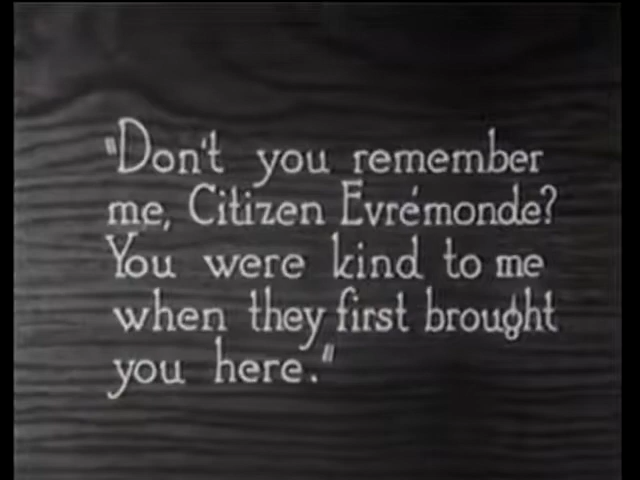 "Don't you remember
me, Citizen Evrémonde?
You were kind to me
when they first brought
you here."